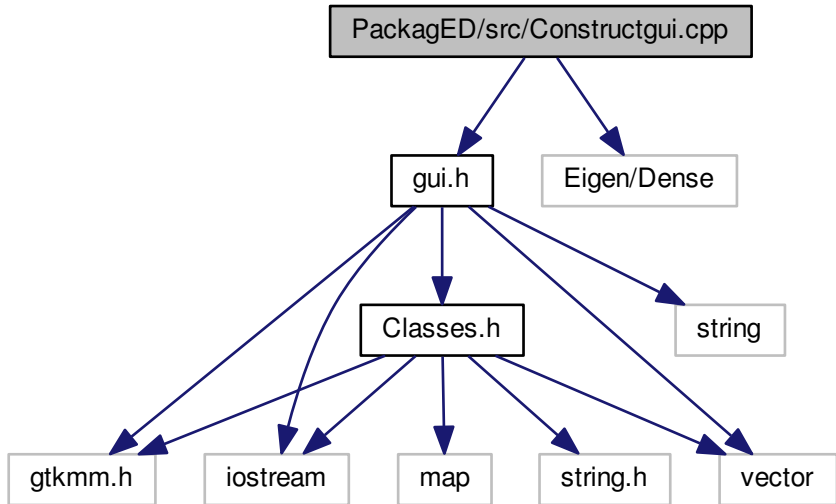 PackagED/src/Constructgui.cpp
gui.h
Eigen/Dense
Classes.h
string
gtkmm.h
iostream
map
string.h
vector